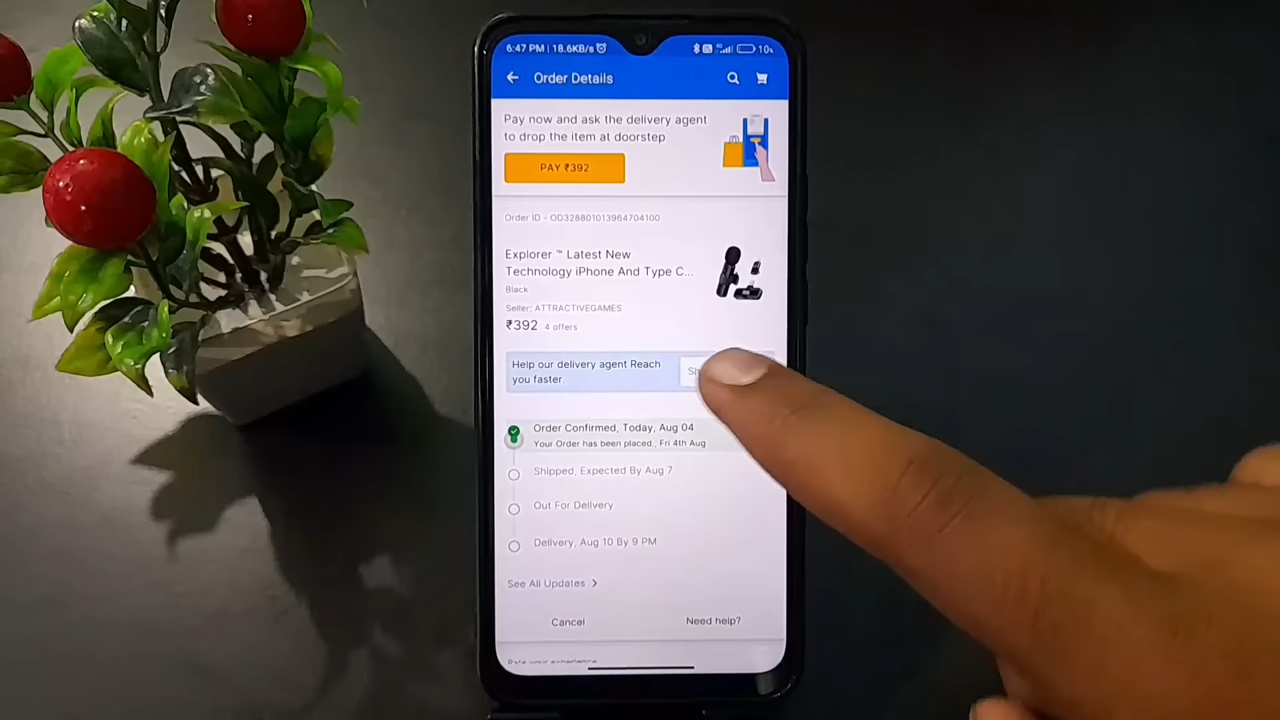 6:47 PM | 18.6KB/s
10%
Order Details
Pay now and ask the delivery agent
to drop the item at doorstep
PAY ₹392
Order ID - OD328801013964704100
Explorer ™ Latest New
Technology iPhone And Type C...
Black
Seller: ATTRACTIVEGAMES
₹392 4 offers
Help our delivery agent Reach
you faster
Order Confirmed, Today, Aug 04
Your Order has been placed., Fri 4th Aug
Shipped, Expected By Aug 7
Out For Delivery
Delivery, Aug 10 By 9 PM
See All Updates
Cancel Need help?